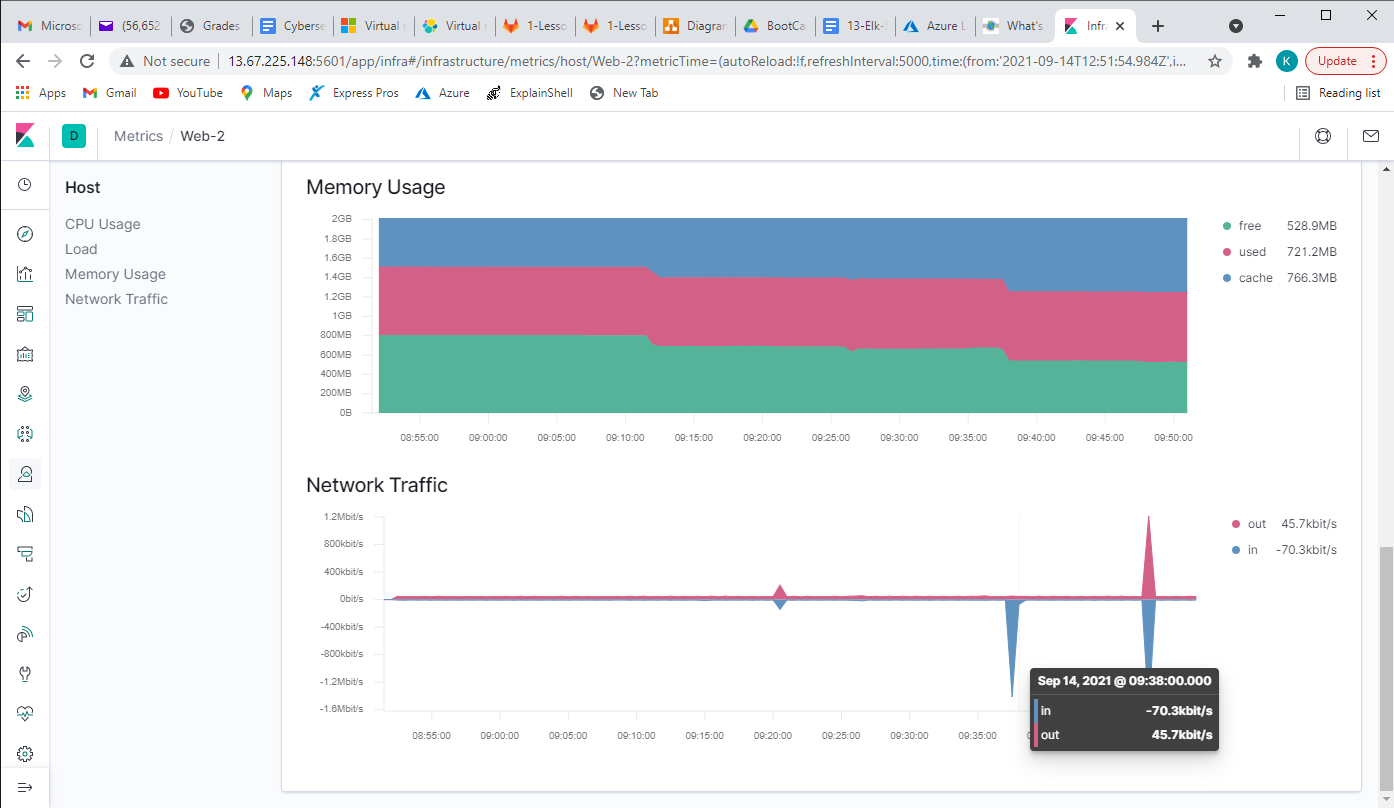 Microso
(56,652
Grades
Cyberse
Virtual
Virtual
1-Lesso
1-Lesso
Diagran
BootCa
13-Elk-
Azure L
What's
Infra
Not secure
13.67.225.148:5601/app/infra#/infrastructure/metrics/host/Web-2?metricTime=(autoReload:!f,refreshInterval:5000,time:(from:'2021-09-14T12:51:54.984Z',i...
K
Update
Apps
Gmail
YouTube
Maps
Express Pros
Azure
ExplainShell
New Tab
Reading list
D
Metrics / Web-2
Host
CPU Usage
Load
Memory Usage
Network Traffic
Memory Usage
2GB
1.8GB
1.6GB
1.4GB
1.2GB
1GB
800MB
600MB
400MB
200MB
0B
08:55:00 09:00:00 09:05:00 09:10:00 09:15:00 09:20:00 09:25:00 09:30:00 09:35:00 09:40:00 09:45:00 09:50:00
free 528.9MB
used 721.2MB
cache 766.3MB
Network Traffic
1.2Mbit/s
800kbit/s
400kbit/s
0bit/s
-400kbit/s
-800kbit/s
-1.2Mbit/s
-1.6Mbit/s
08:55:00 09:00:00 09:05:00 09:10:00 09:15:00 09:20:00 09:25:00 09:30:00 09:35:00
out 45.7kbit/s
in -70.3kbit/s
Sep 14, 2021 @ 09:38:00.000
in -70.3kbit/s
out 45.7kbit/s